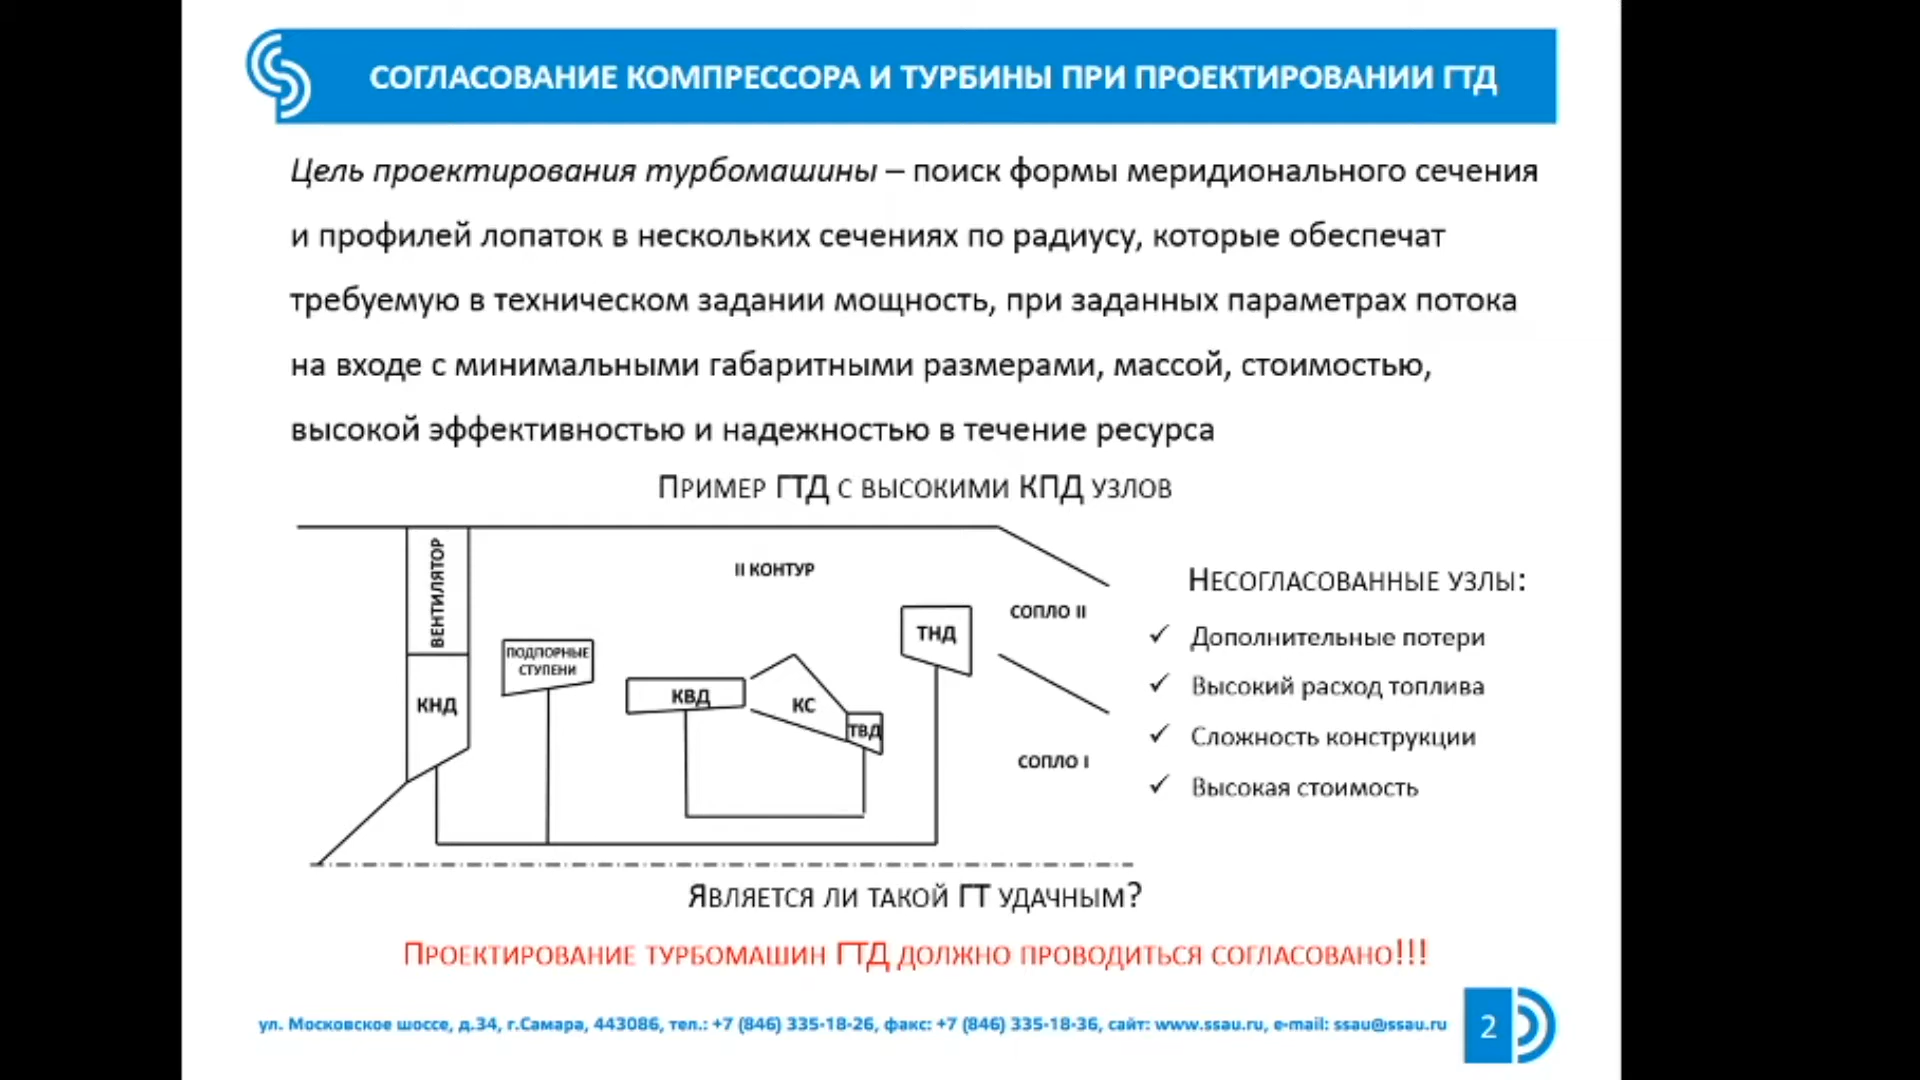 СОГЛАСОВАНИЕ КОМПРЕССОРА И ТУРБИНЫ ПРИ ПРОЕКТИРОВАНИИ ГТД
Цель проектирования турбомашины – поиск формы меридионального сечения
и профилей лопаток в нескольких сечениях по радиусу, которые обеспечат
требуемую в техническом задании мощность, при заданных параметрах потока
на входе с минимальными габаритными размерами, массой, стоимостью,
высокой эффективностью и надежностью в течение ресурса
ПРИМЕР ГТД С ВЫСОКИМИ КПД УЗЛОВ
ВЕНТИЛЯТОР
КНД
ПОДПОРНЫЕ
СТУПЕНИ
II КОНТУР
КВД
КС
ТВД
ТНД
СОПЛО II
СОПЛО I
НЕСОГЛАСОВАННЫЕ УЗЛЫ:
✓ Дополнительные потери
✓ Высокий расход топлива
✓ Сложность конструкции
✓ Высокая стоимость
ЯВЛЯЕТСЯ ЛИ ТАКОЙ ГТ УДАЧНЫМ?
ПРОЕКТИРОВАНИЕ ТУРБОМАШИН ГТД ДОЛЖНО ПРОВОДИТЬСЯ СОГЛАСОВАНО!!!
ул. Московское шоссе, д.34, г.Самара, 443086, тел.: +7 (846) 335-18-26, факс: +7 (846) 335-18-36, сайт: www.ssau.ru, e-mail: ssau@ssau.ru
2